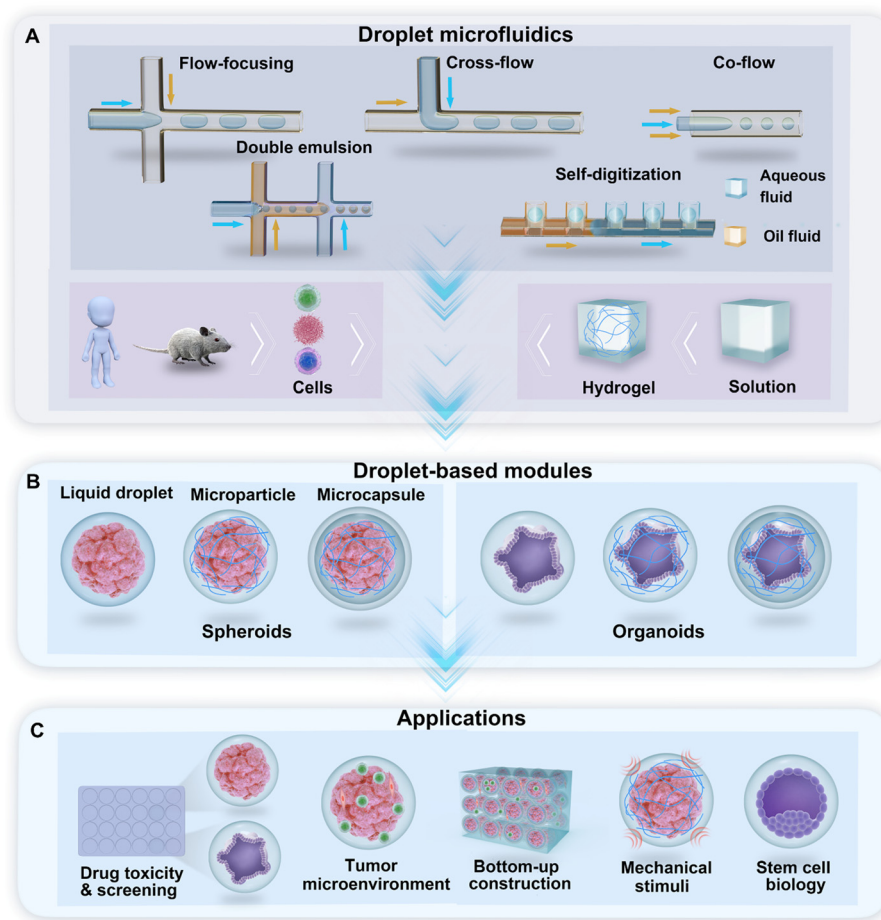 A
Droplet microfluidics
Flow-focusing
Cross-flow
Co-flow
Double emulsion
Self-digitization
Aqueous
fluid
Oil fluid
Cells
Hydrogel
Solution
B
Droplet-based modules
Liquid droplet
Microparticle
Microcapsule
Spheroids
Organoids
C
Applications
Drug toxicity
& screening
Tumor
microenvironment
Bottom-up
construction
Mechanical
stimuli
Stem cell
biology